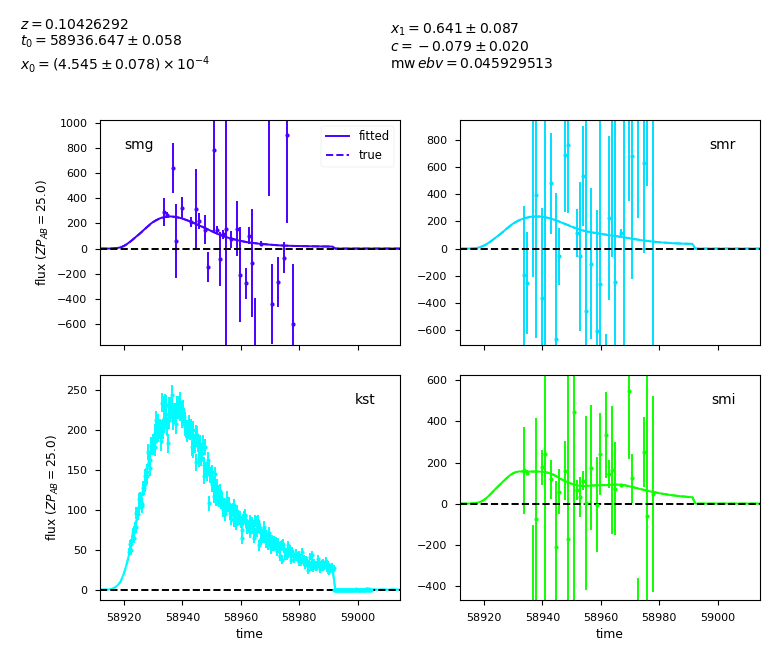 z = 0.10426292
t₀ = 58936.647 ± 0.058
x₀ = (4.545 ± 0.078) × 10⁻⁴
x₁ = 0.641 ± 0.087
c = −0.079 ± 0.020
mw ebv = 0.045929513
smg
fitted
true
1000
800
600
400
200
0
−200
−400
−600
flux (ZP_AB = 25.0)
smr
800
600
400
200
0
−200
−400
−600
kst
250
200
150
100
50
0
flux (ZP_AB = 25.0)
58920 58940 58960 58980 59000
time
smi
600
400
200
0
−200
−400
58920 58940 58960 58980 59000
time